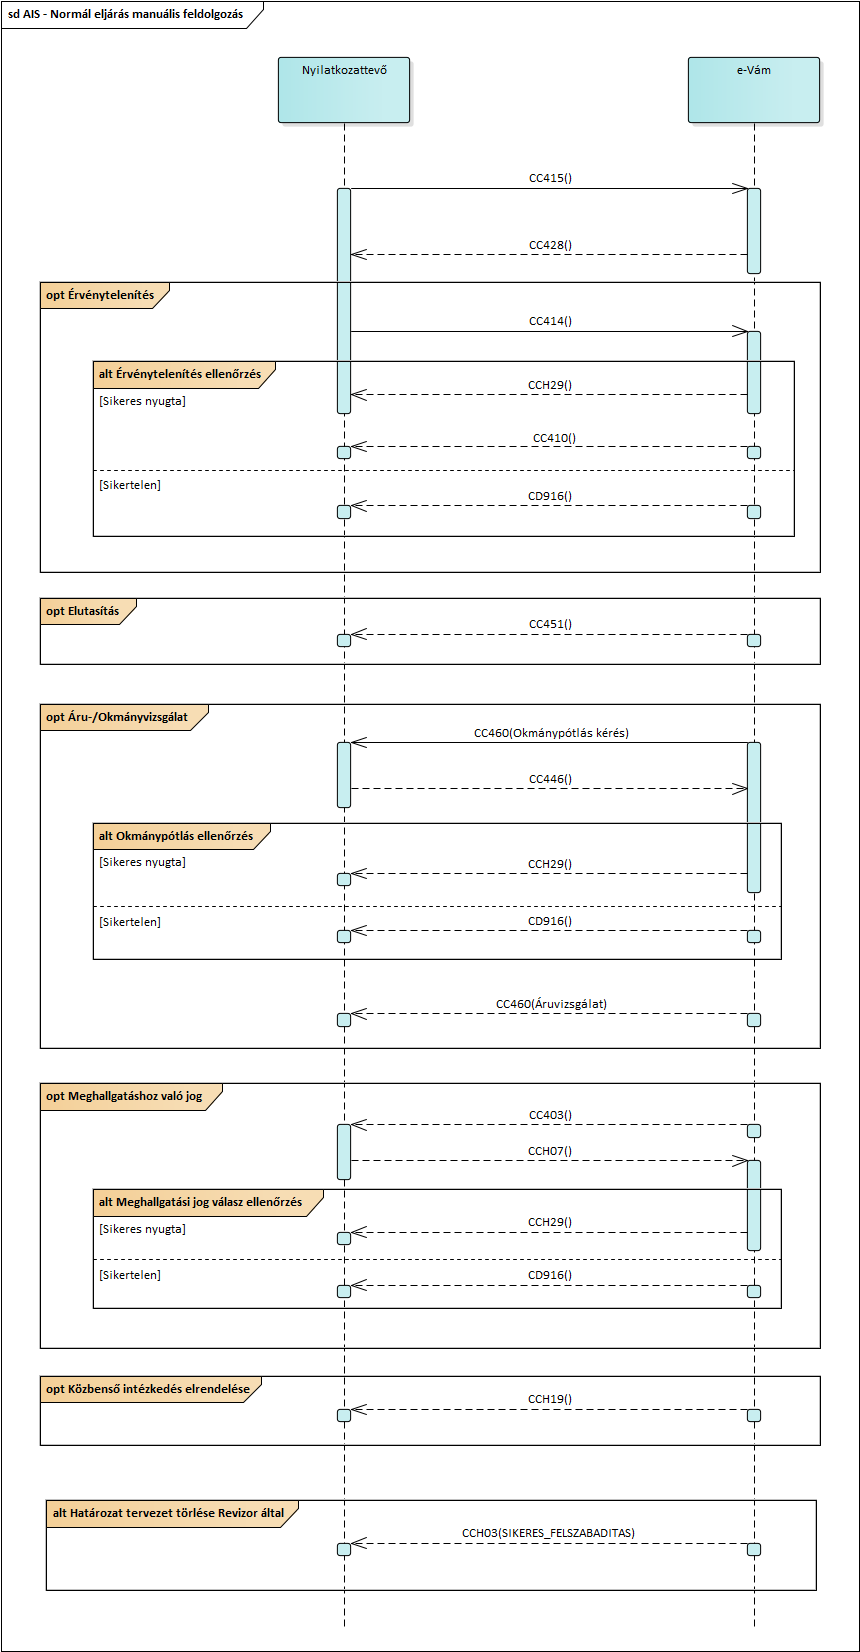 sd AIS - Normál eljárás manuális feldolgozás
Nyilatkozattevő
e-Vám
CC415()
CC428()
opt Érvénytelenítés
CC414()
alt Érvénytelenítés ellenőrzés
CCH29()
[Sikeres nyugta]
CC410()
[Sikertelen]
CD916()
opt Elutasítás
CC451()
opt Áru-/Okmányvizsgálat
CC460(Okmánypótlás kérés)
CC446()
alt Okmánypótlás ellenőrzés
[Sikeres nyugta]
CCH29()
[Sikertelen]
CD916()
CC460(Áruvizsgálat)
opt Meghallgatáshoz való jog
CC403()
CCH07()
alt Meghallgatási jog válasz ellenőrzés
[Sikeres nyugta]
CCH29()
[Sikertelen]
CD916()
opt Közbenső intézkedés elrendelése
CCH19()
alt Határozat tervezet törlése Revizor által
CCH03(SIKERES_FELSZABADITAS)